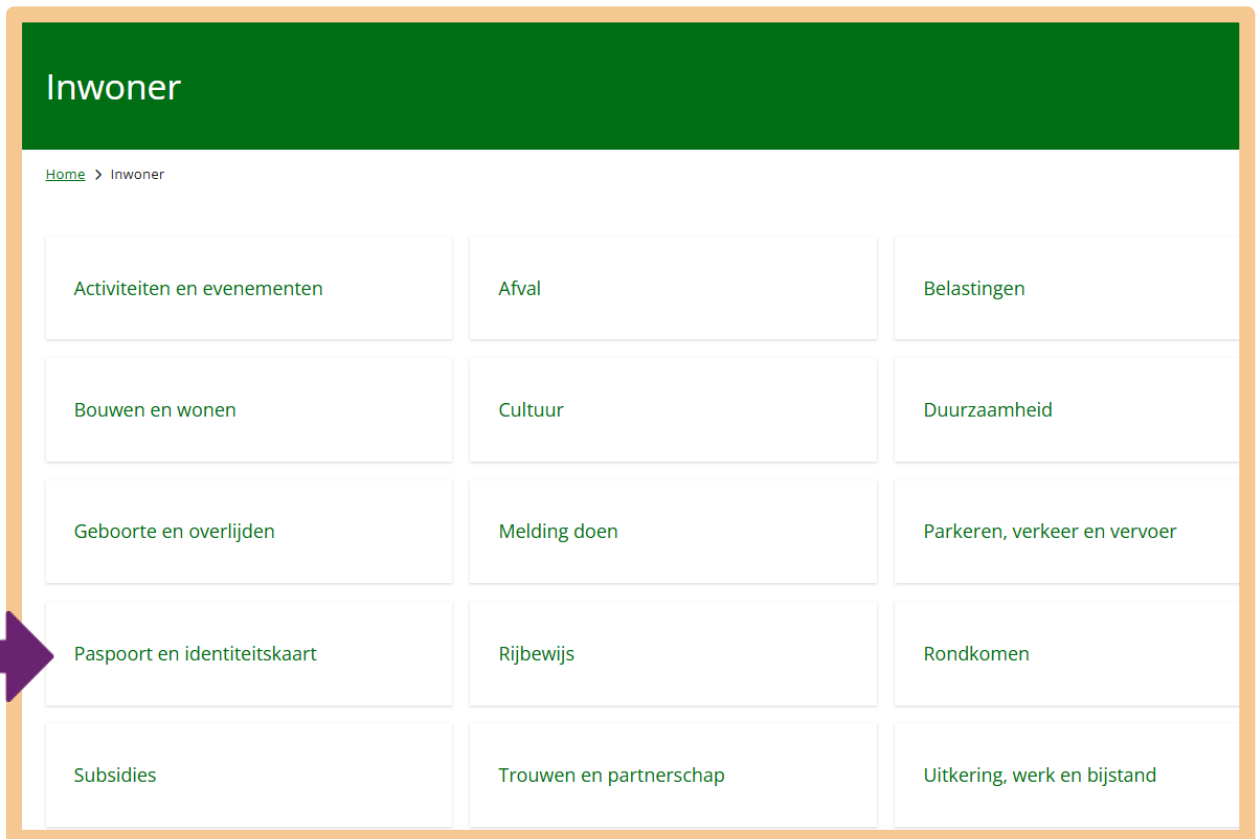 Inwoner
Home > Inwoner
Activiteiten en evenementen
Afval
Belastingen
Bouwen en wonen
Cultuur
Duurzaamheid
Geboorte en overlijden
Melding doen
Parkeren, verkeer en vervoer
Paspoort en identiteitskaart
Rijbewijs
Rondkomen
Subsidies
Trouwen en partnerschap
Uitkering, werk en bijstand